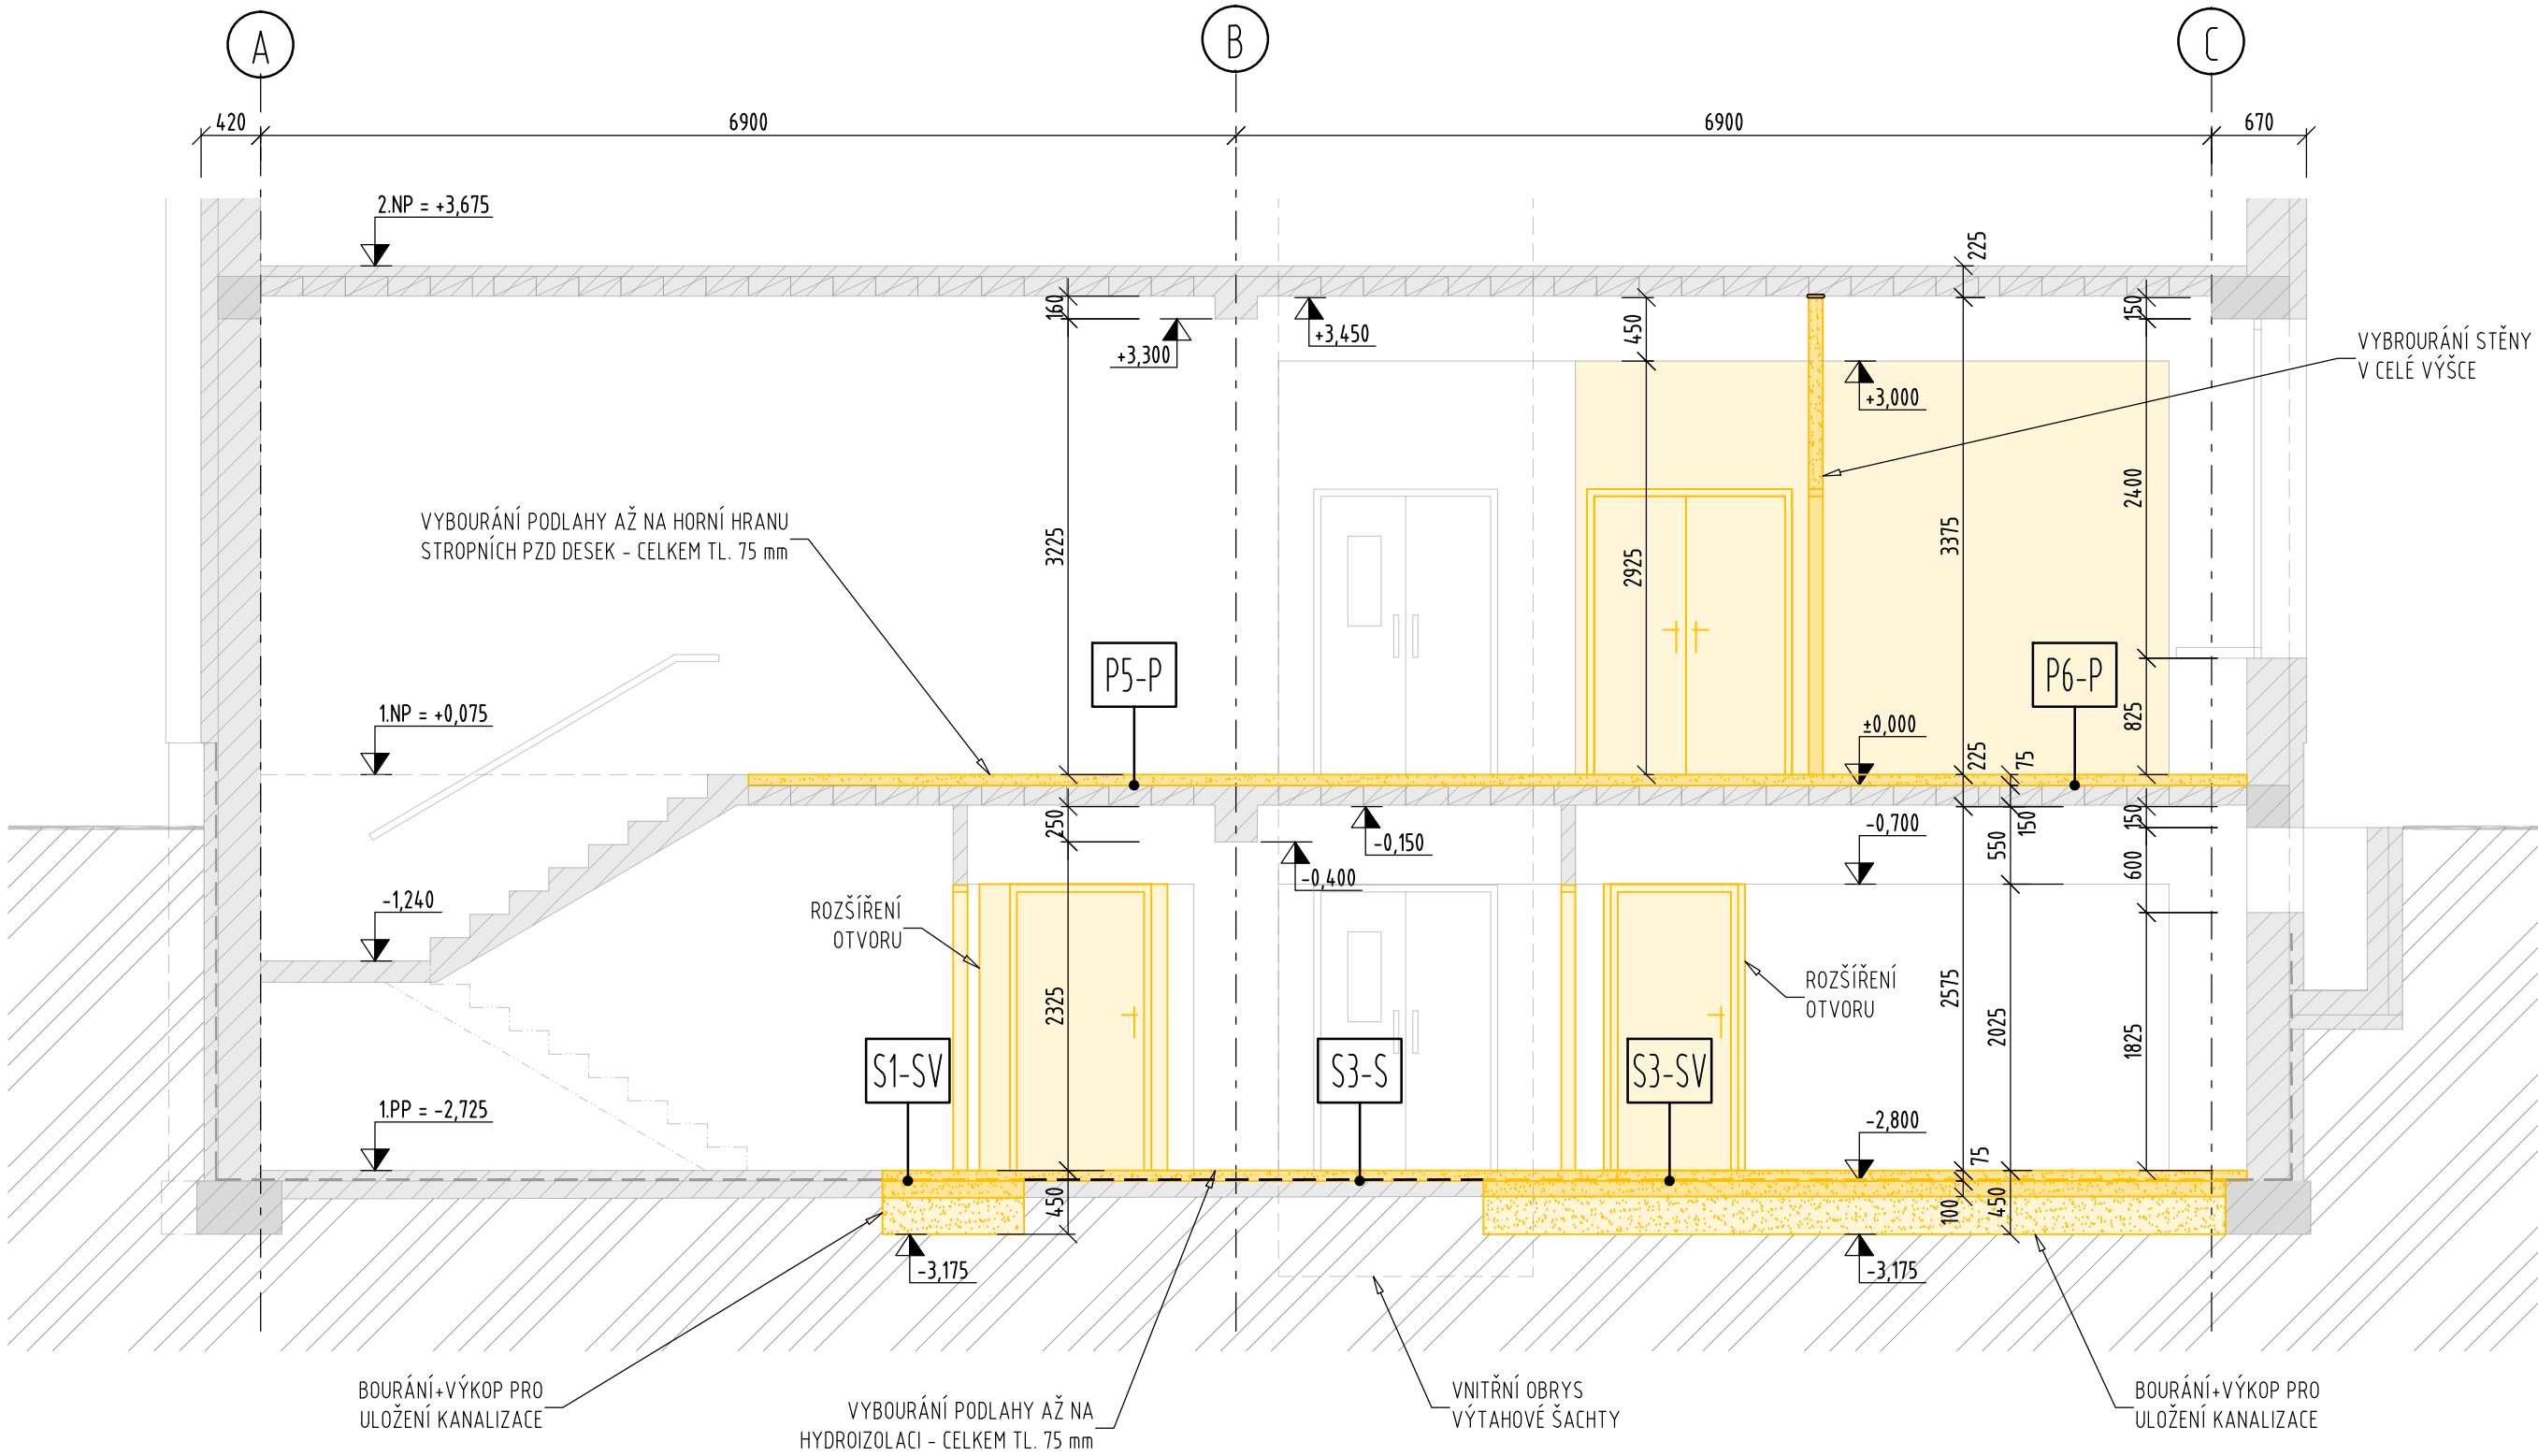 A
B
C
420
6900
6900
670
2.NP = +3,675
225
160
+3,300
+3,450
450
150
VYBROURÁNÍ STĚNY
V CELÉ VÝŠCE
+3,000
2400
VYBOURÁNÍ PODLAHY AŽ NA HORNÍ HRANU
STROPNÍCH PZD DESEK - CELKEM TL. 75 mm
3225
2925
3375
P5-P
P6-P
1.NP = +0,075
±0,000
825
225
75
250
-0,150
-0,700
550
150
150
600
-0,400
-1,240
ROZŠÍŘENÍ
OTVORU
2325
ROZŠÍŘENÍ
OTVORU
2575
2025
1825
S1-SV
S3-S
S3-SV
1.PP = -2,725
-2,800
75
450
100
450
-3,175
-3,175
BOURÁNÍ+VÝKOP PRO
ULOŽENÍ KANALIZACE
VYBOURÁNÍ PODLAHY AŽ NA
HYDROIZOLACI - CELKEM TL. 75 mm
VNITŘNÍ OBRYS
VÝTAHOVÉ ŠACHTY
BOURÁNÍ+VÝKOP PRO
ULOŽENÍ KANALIZACE